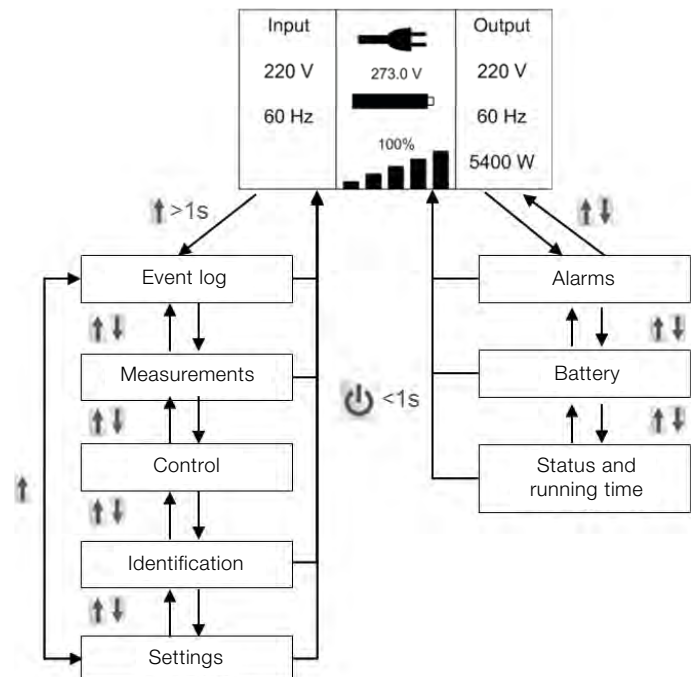 Input
220 V
60 Hz
273.0 V
100%
Output
220 V
60 Hz
5400 W
>1s
Event log
Measurements
Control
Identification
Settings
<1s
Alarms
Battery
Status and
running time